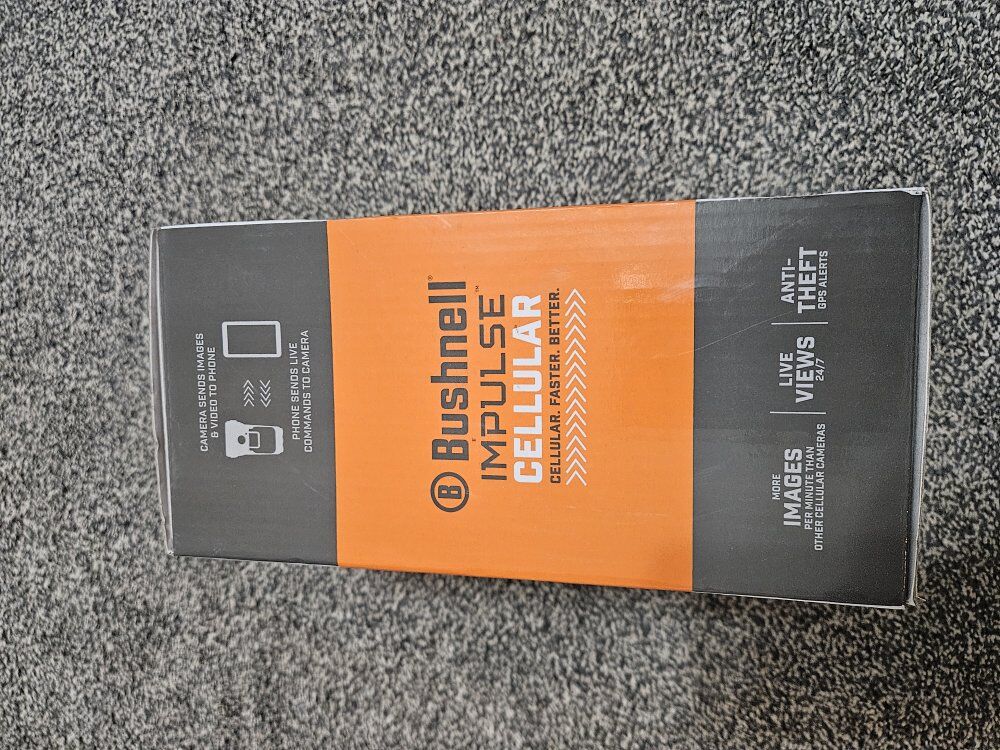 CAMERA SENDS IMAGES
& VIDEO TO PHONE
PHONE SENDS LIVE
COMMANDS TO CAMERA
B Bushnell®
IMPULSE™
CELLULAR
CELLULAR. FASTER. BETTER.
MORE
IMAGES
PER MINUTE THAN
OTHER CELLULAR CAMERAS
LIVE
VIEWS
24/7
ANTI-
THEFT
GPS ALERTS